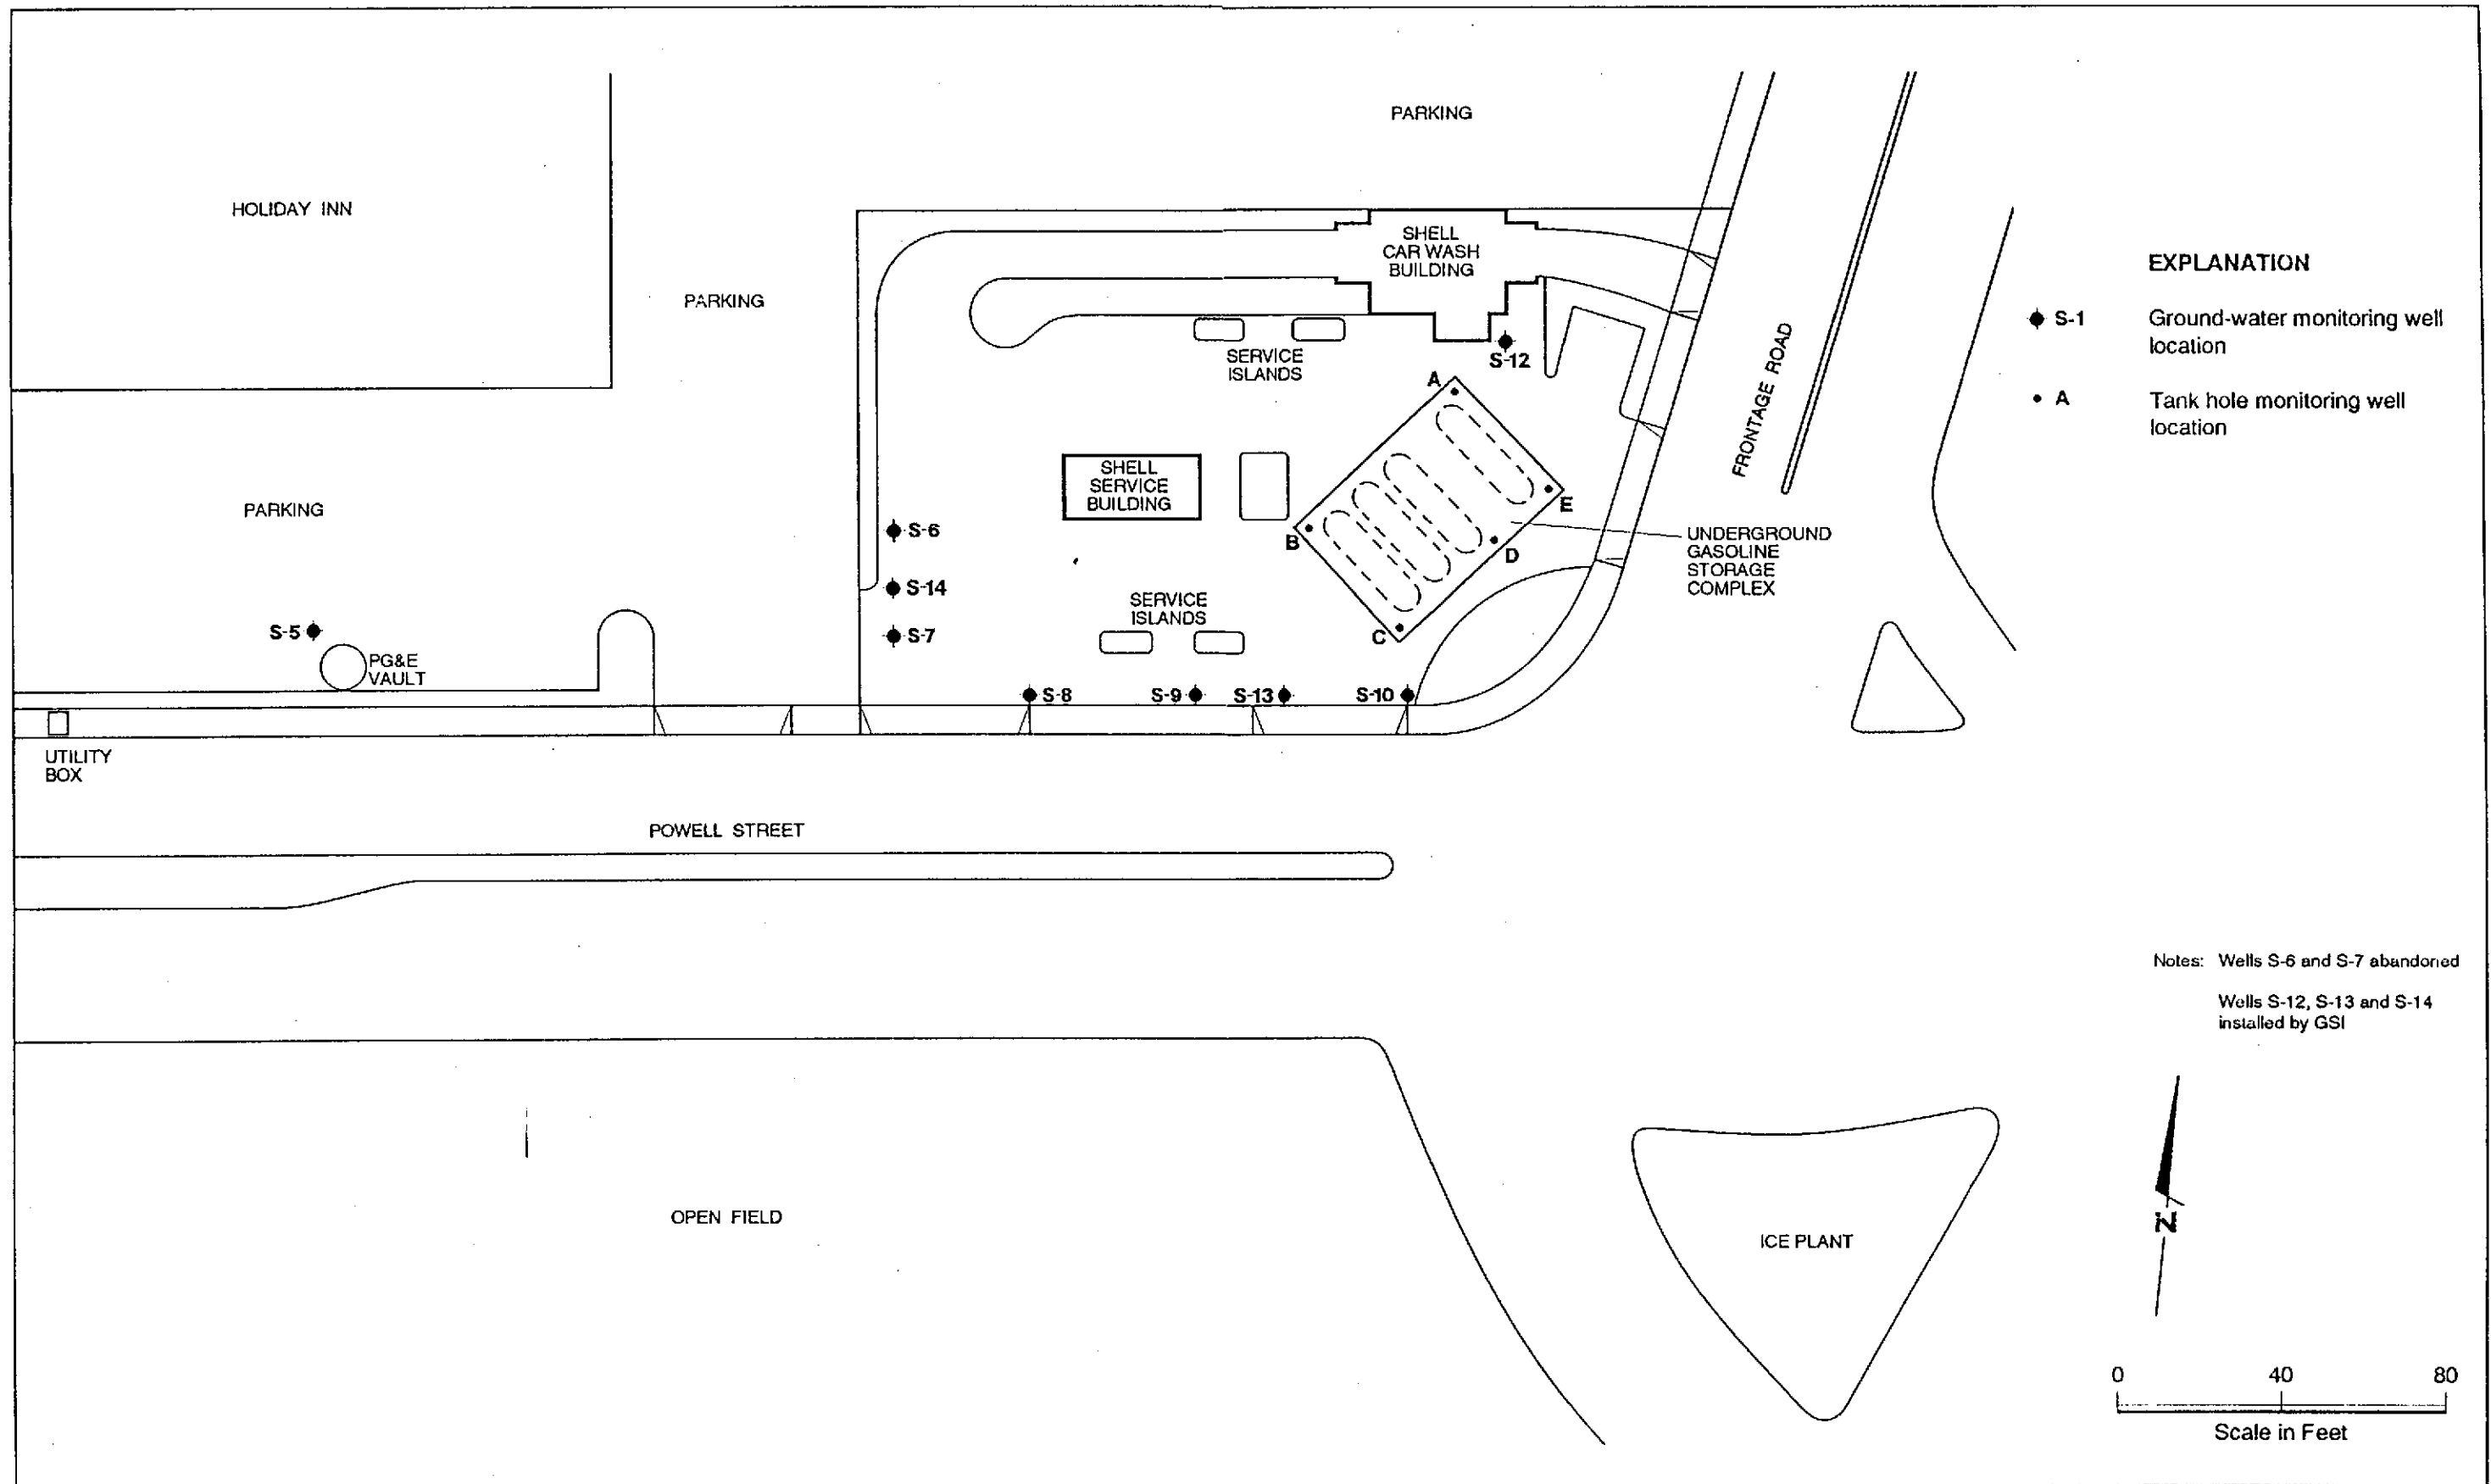 PARKING
HOLIDAY INN
SHELL
CAR WASH
BUILDING
EXPLANATION
PARKING
S-1 Ground-water monitoring well
location
SERVICE
ISLANDS
S-12
FRONTAGE ROAD
A
A Tank hole monitoring well
location
SHELL
SERVICE
BUILDING
PARKING
E
S-6
B
D
UNDERGROUND
GASOLINE
STORAGE
COMPLEX
S-14
SERVICE
ISLANDS
S-5
S-7
C
PG&E
VAULT
S-8
S-9
S-13
S-10
UTILITY
BOX
POWELL STREET
Notes: Wells S-6 and S-7 abandoned
Wells S-12, S-13 and S-14
installed by GSI
OPEN FIELD
N
ICE PLANT
0 40 80
Scale in Feet